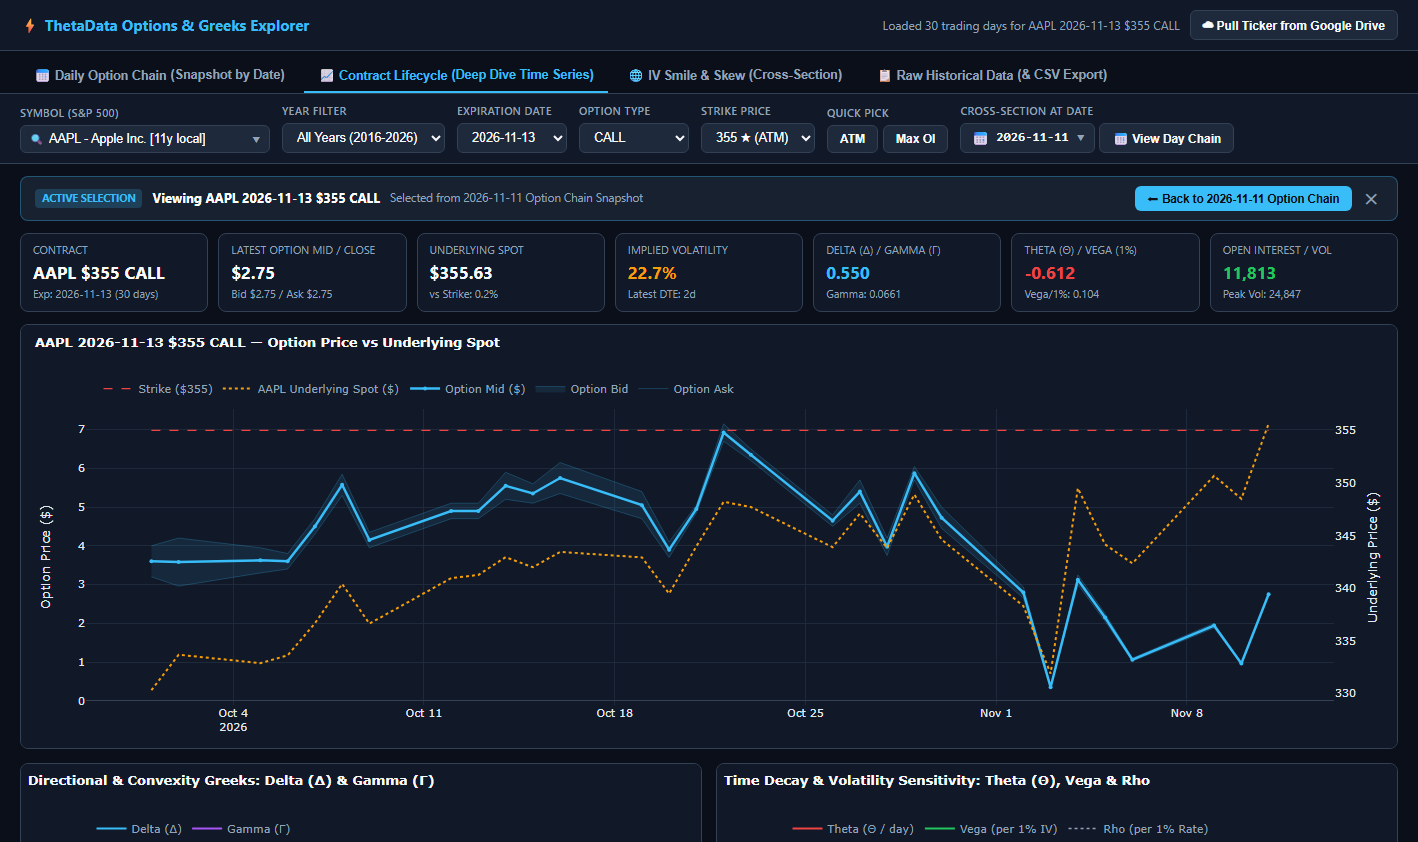 ThetaData Options & Greeks Explorer
Loaded 30 trading days for AAPL 2026-11-13 $355 CALL
Pull Ticker from Google Drive
Daily Option Chain (Snapshot by Date)
Contract Lifecycle (Deep Dive Time Series)
IV Smile & Skew (Cross-Section)
Raw Historical Data (& CSV Export)
SYMBOL (S&P 500)
AAPL - Apple Inc. [11y local]
YEAR FILTER
All Years (2016-2026)
EXPIRATION DATE
2026-11-13
OPTION TYPE
CALL
STRIKE PRICE
355 ★ (ATM)
QUICK PICK
ATM
Max OI
CROSS-SECTION AT DATE
2026-11-11
View Day Chain
ACTIVE SELECTION
Viewing AAPL 2026-11-13 $355 CALL
Selected from 2026-11-11 Option Chain Snapshot
← Back to 2026-11-11 Option Chain
CONTRACT
AAPL $355 CALL
Exp: 2026-11-13 (30 days)
LATEST OPTION MID / CLOSE
$2.75
Bid $2.75 / Ask $2.75
UNDERLYING SPOT
$355.63
vs Strike: 0.2%
IMPLIED VOLATILITY
22.7%
Latest DTE: 2d
DELTA (Δ) / GAMMA (Γ)
0.550
Gamma: 0.0661
THETA (Θ) / VEGA (1%)
-0.612
Vega/1%: 0.104
OPEN INTEREST / VOL
11,813
Peak Vol: 24,847
AAPL 2026-11-13 $355 CALL — Option Price vs Underlying Spot
Strike ($355)
AAPL Underlying Spot ($)
Option Mid ($)
Option Bid
Option Ask
Option Price ($)
7
6
5
4
3
2
1
0
355
350
345
340
335
330
Underlying Price ($)
Oct 4
2026
Oct 11
Oct 18
Oct 25
Nov 1
Nov 8
Directional & Convexity Greeks: Delta (Δ) & Gamma (Γ)
Delta (Δ)
Gamma (Γ)
Time Decay & Volatility Sensitivity: Theta (Θ), Vega & Rho
Theta (Θ / day)
Vega (per 1% IV)
Rho (per 1% Rate)